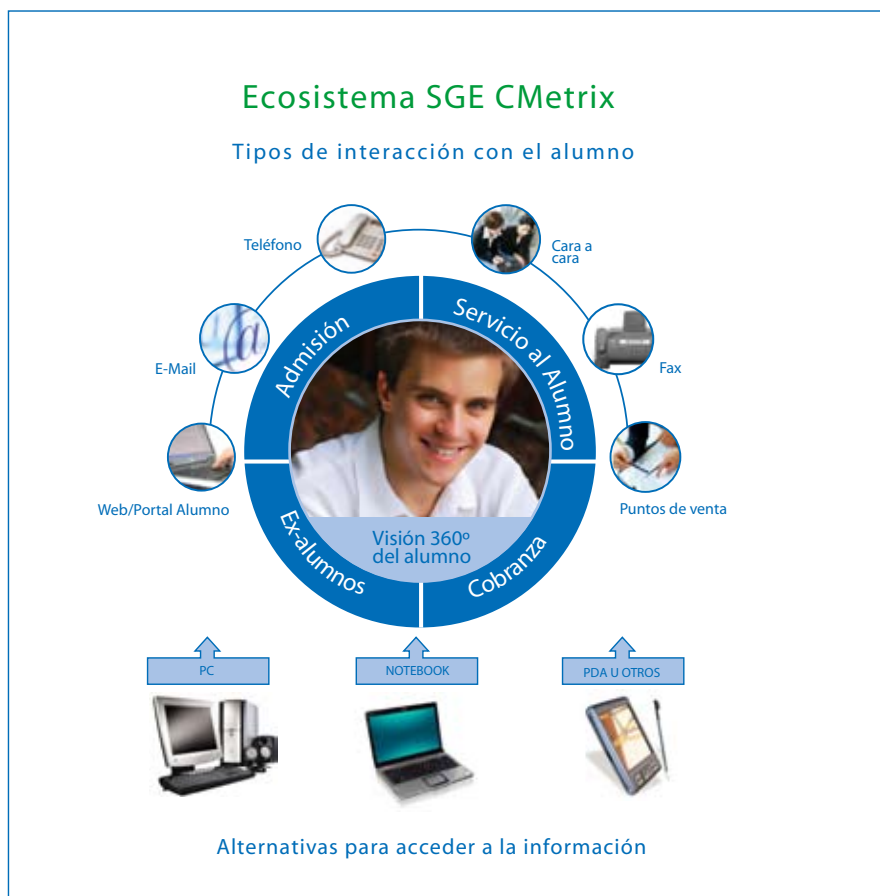 Ecosistema SGE CMetrix
Tipos de interacción con el alumno
Teléfono
Cara a
cara
E-Mail
Fax
Web/Portal Alumno
Puntos de venta
Admisión
Servicio al Alumno
Ex-alumnos
Cobranza
Visión 360º
del alumno
PC
NOTEBOOK
PDA U OTROS
Alternativas para acceder a la información